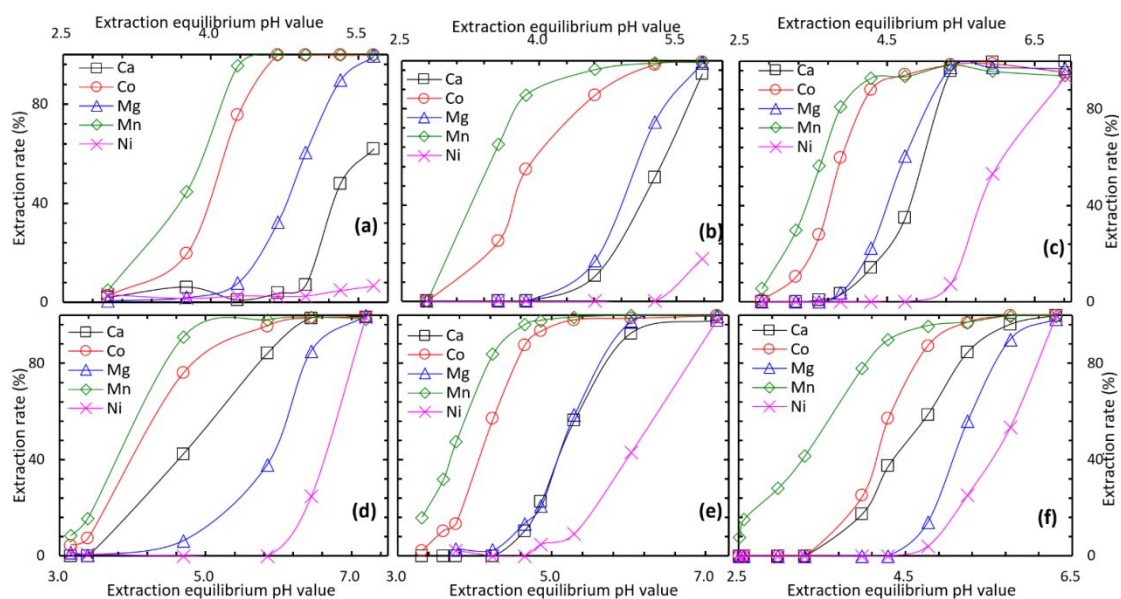 Extraction equilibrium pH value
Extraction equilibrium pH value
Extraction equilibrium pH value
2.5 4.0 5.5
2.5 4.0 5.5
2.5 4.5 6.5
Extraction rate (%)
80
40
0
Ca
Co
Mg
Mn
Ni
(a)
Ca
Co
Mg
Mn
Ni
(b)
Ca
Co
Mg
Mn
Ni
(c)
80
40
0
Extraction rate (%)
Extraction rate (%)
80
40
0
Ca
Co
Mg
Mn
Ni
(d)
Ca
Co
Mg
Mn
Ni
(e)
Ca
Co
Mg
Mn
Ni
(f)
80
40
0
Extraction rate (%)
3.0 5.0 7.0
3.0 5.0 7.0
2.5 4.5 6.5
Extraction equilibrium pH value
Extraction equilibrium pH value
Extraction equilibrium pH value